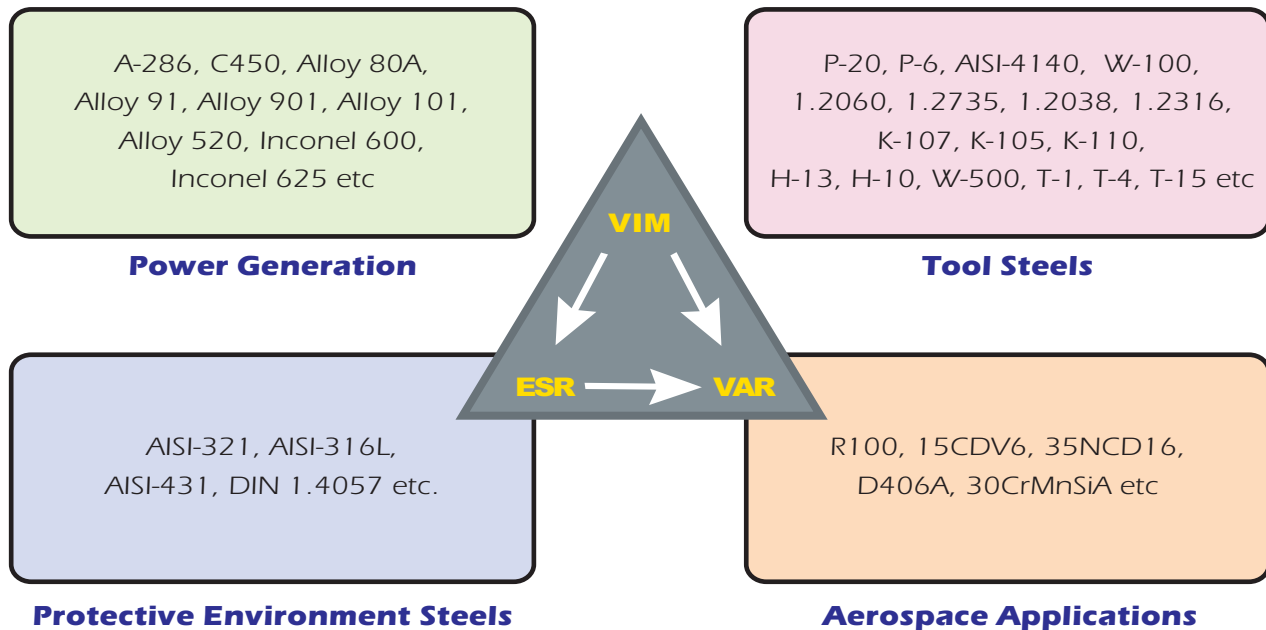 A-286, C450, Alloy 80A,
Alloy 91, Alloy 901, Alloy 101,
Alloy 520, Inconel 600,
Inconel 625 etc
Power Generation
P-20, P-6, AISI-4140, W-100,
1.2060, 1.2735, 1.2038, 1.2316,
K-107, K-105, K-110,
H-13, H-10, W-500, T-1, T-4, T-15 etc
Tool Steels
VIM
ESR
VAR
AISI-321, AISI-316L,
AISI-431, DIN 1.4057 etc.
Protective Environment Steels
R100, 15CDV6, 35NCD16,
D406A, 30CrMnSiA etc
Aerospace Applications